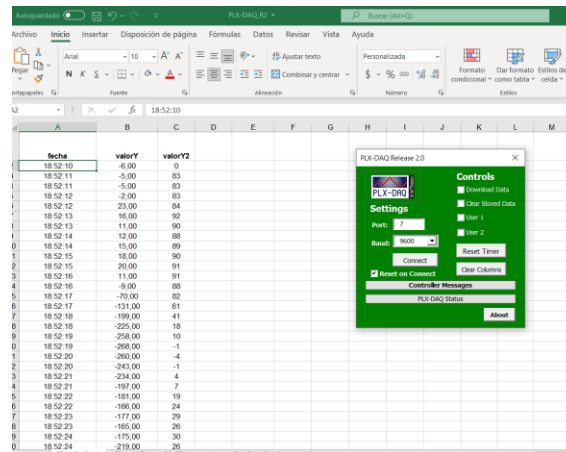 Autoguardado PLX-DAQ_R2 Buscar (Alt+Q)
Archivo Inicio Insertar Disposición de página Fórmulas Datos Revisar Vista Ayuda
Arial 10 A A Ajustar texto Personalizada
Pegar N K S A Combinar y centrar $ % 000 Formato condicional Dar formato como tabla Estilos de celda
Portapapeles Fuente Alineación Número Estilos
A2 fx 18:52:10
A B C D E F G H I J K L M
fecha valorY valorY2
18:52:10 -6,00 0
18:52:11 -5,00 83
18:52:11 -5,00 83
18:52:12 -2,00 83
18:52:12 23,00 84
18:52:13 16,00 92
18:52:13 11,00 90
18:52:14 12,00 88
18:52:14 15,00 89
18:52:15 18,00 90
18:52:15 20,00 91
18:52:16 11,00 91
18:52:16 -9,00 88
18:52:17 -70,00 82
18:52:17 -131,00 61
18:52:18 -199,00 41
18:52:18 -225,00 18
18:52:19 -258,00 10
18:52:19 -268,00 -1
18:52:20 -260,00 -4
18:52:20 -243,00 -1
18:52:21 -234,00 4
18:52:21 -197,00 7
18:52:22 -181,00 19
18:52:22 -166,00 24
18:52:23 -177,00 29
18:52:23 -165,00 26
18:52:24 -175,00 30
18:52:24 -219,00 26
PLX-DAQ Release 2.0
PLX-DAQ
Settings
Port: 7
Baud: 9600
Connect
Reset on Connect
Controls
Download Data
Clear Stored Data
User 1
User 2
Reset Timer
Clear Columns
Controller Messages
PLX-DAQ Status
About